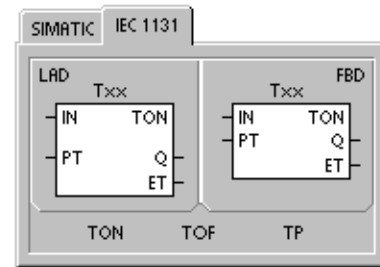 SIMATIC IEC 1131
LAD FBD
Txx Txx
IN TON IN TON
PT Q PT Q
ET ET
TON TOF TP